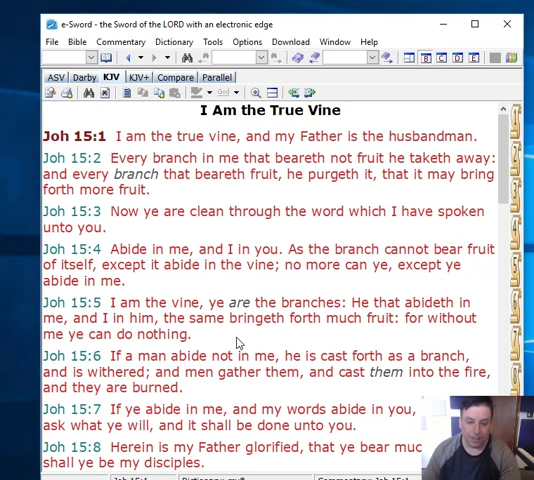 e-Sword - the Sword of the LORD with an electronic edge
File Bible Commentary Dictionary Tools Options Download Window Help
B C D E
ASV Darby KJV KJV+ Compare Parallel
I Am the True Vine
Joh 15:1 I am the true vine, and my Father is the husbandman.
Joh 15:2 Every branch in me that beareth not fruit he taketh away:
and every branch that beareth fruit, he purgeth it, that it may bring
forth more fruit.
Joh 15:3 Now ye are clean through the word which I have spoken
unto you.
Joh 15:4 Abide in me, and I in you. As the branch cannot bear fruit
of itself, except it abide in the vine; no more can ye, except ye
abide in me.
Joh 15:5 I am the vine, ye are the branches: He that abideth in
me, and I in him, the same bringeth forth much fruit: for without
me ye can do nothing.
Joh 15:6 If a man abide not in me, he is cast forth as a branch,
and is withered; and men gather them, and cast them into the fire,
and they are burned.
Joh 15:7 If ye abide in me, and my words abide in you,
ask what ye will, and it shall be done unto you.
Joh 15:8 Herein is my Father glorified, that ye bear muc
shall ye be my disciples.